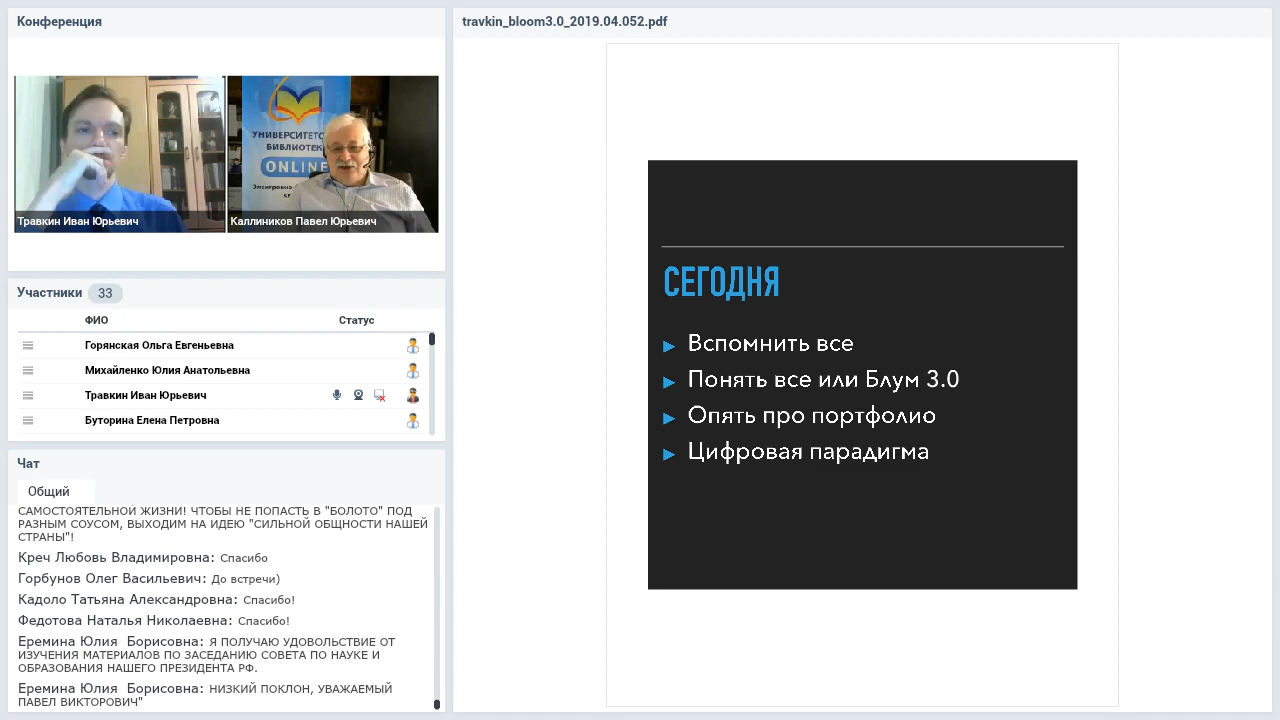 Конференция
УНИВЕРСИТЕТС
БИБЛИОТЕК
ONLINE
Травкин Иван Юрьевич
Каллиников Павел Юрьевич
Участники 33
ФИО Статус
Горянская Ольга Евгеньевна
Михайленко Юлия Анатольевна
Травкин Иван Юрьевич
Буторина Елена Петровна
Чат
Общий
САМОСТОЯТЕЛЬНОЙ ЖИЗНИ! ЧТОБЫ НЕ ПОПАСТЬ В "БОЛОТО" ПОД
РАЗНЫМ СОУСОМ, ВЫХОДИМ НА ИДЕЮ "СИЛЬНОЙ ОБЩНОСТИ НАШЕЙ
СТРАНЫ"!
Креч Любовь Владимировна: Спасибо
Горбунов Олег Васильевич: До встречи)
Кадоло Татьяна Александровна: Спасибо!
Федотова Наталья Николаевна: Спасибо!
Еремина Юлия Борисовна: Я ПОЛУЧАЮ УДОВОЛЬСТВИЕ ОТ
ИЗУЧЕНИЯ МАТЕРИАЛОВ ПО ЗАСЕДАНИЮ СОВЕТА ПО НАУКЕ И
ОБРАЗОВАНИЯ НАШЕГО ПРЕЗИДЕНТА РФ.
Еремина Юлия Борисовна: НИЗКИЙ ПОКЛОН, УВАЖАЕМЫЙ
ПАВЕЛ ВИКТОРОВИЧ"
travkin_bloom3.0_2019.04.052.pdf
СЕГОДНЯ
Вспомнить все
Понять все или Блум 3.0
Опять про портфолио
Цифровая парадигма